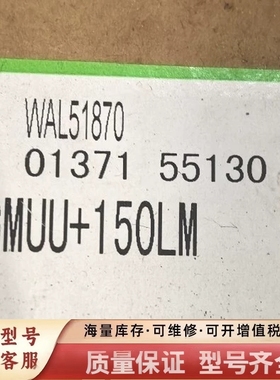 WAL51870
01371 55130
MUU+150LM
型号
客服
海量库存·可维修·可开增值税
质量保证 型号齐